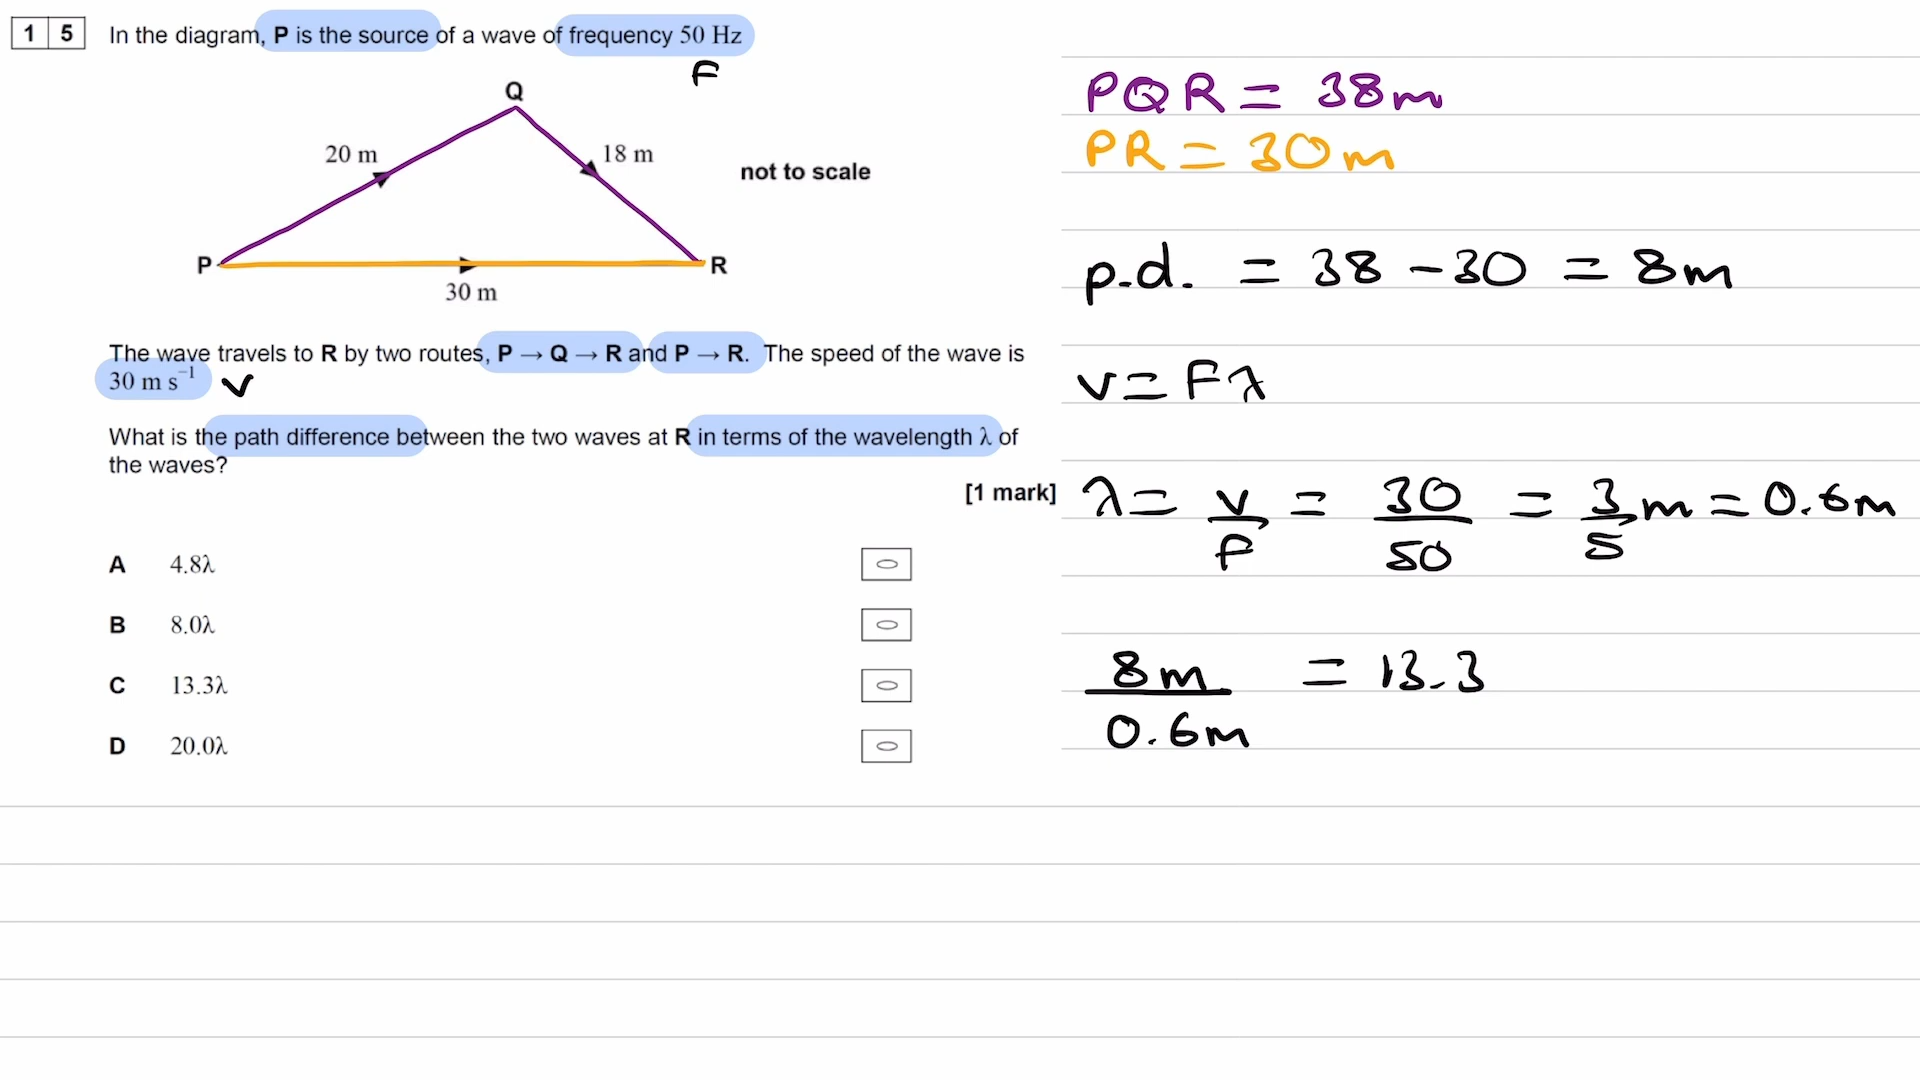 1 5 In the diagram, P is the source of a wave of frequency 50 Hz
F
Q
20 m
18 m
not to scale
P
R
30 m
The wave travels to R by two routes, P → Q → R and P → R. The speed of the wave is
30 m s⁻¹ v
What is the path difference between the two waves at R in terms of the wavelength λ of
the waves?
[1 mark]
A 4.8λ
B 8.0λ
C 13.3λ
D 20.0λ
PQR = 38m
PR = 30m
p.d. = 38 - 30 = 8m
v = Fλ
λ = v/F = 30/50 = 3/5 m = 0.6m
8m/0.6m = 13.3